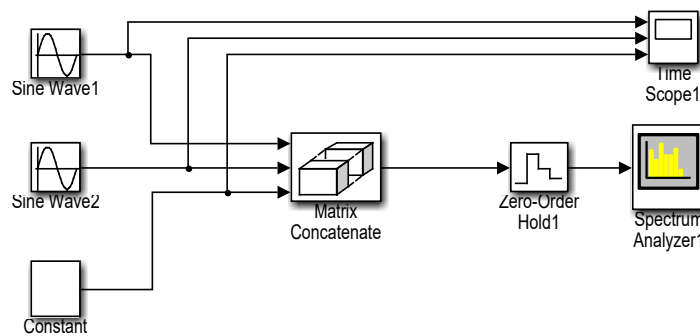 Sine Wave1
Time
Scope1
Sine Wave2
Matrix
Concatenate
Zero-Order
Hold1
Spectrum
Analyzer1
Constant